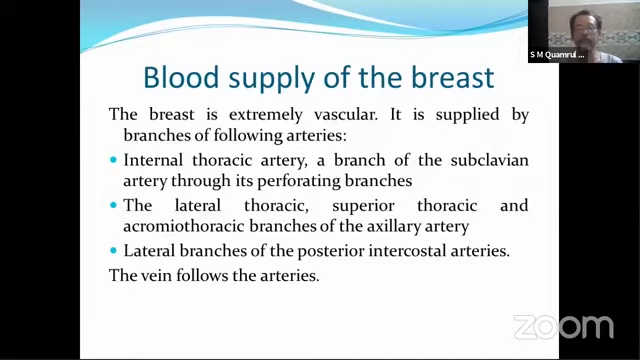 S M Quamrul ...
Blood supply of the breast
The breast is extremely vascular. It is supplied by
branches of following arteries:
• Internal thoracic artery, a branch of the subclavian
artery through its perforating branches
• The lateral thoracic, superior thoracic and
acromiothoracic branches of the axillary artery
• Lateral branches of the posterior intercostal arteries.
The vein follows the arteries.
zoom